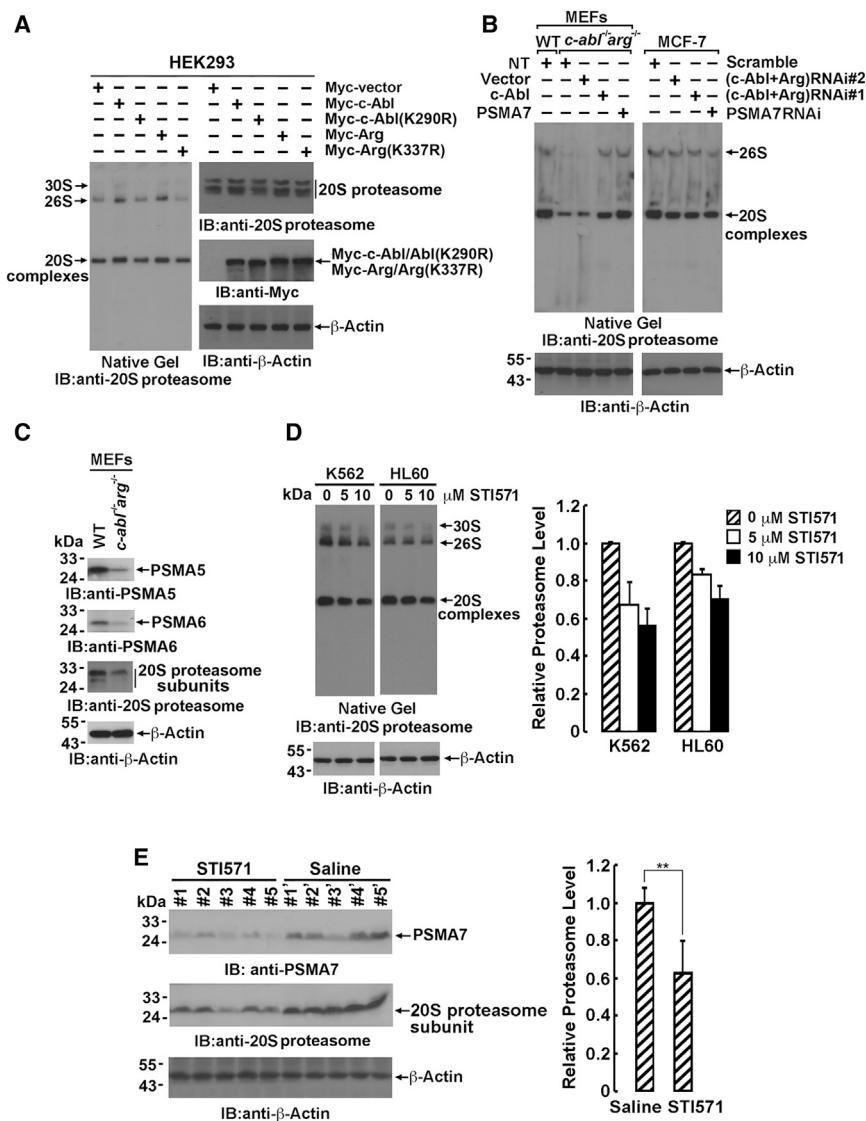 A
HEK293
+ − − − − Myc-vector + − − − −
− + − − − Myc-c-Abl − + − − −
− − + − − Myc-c-Abl(K290R) − − + − −
− − − + − Myc-Arg − − − + −
− − − − + Myc-Arg(K337R) − − − − +
30S
26S
20S
complexes
Native Gel
IB:anti-20S proteasome
20S proteasome
IB:anti-20S proteasome
Myc-c-Abl/Abl(K290R)
Myc-Arg/Arg(K337R)
IB:anti-Myc
β-Actin
IB:anti-β-Actin
B
MEFs
WT c-abl-/-arg-/-
MCF-7
NT + + − − −
Vector − − + − −
c-Abl − − − + −
PSMA7 − − − − +
+ − − − Scramble
− + − − (c-Abl+Arg)RNAi#2
− − + − (c-Abl+Arg)RNAi#1
− − − + PSMA7RNAi
26S
20S
complexes
Native Gel
IB:anti-20S proteasome
55
43
β-Actin
IB:anti-β-Actin
C
MEFs
WT c-abl-/-arg-/-
kDa
33
24
PSMA5
IB:anti-PSMA5
33
24
PSMA6
IB:anti-PSMA6
33
24
20S proteasome
subunits
IB:anti-20S proteasome
55
43
β-Actin
IB:anti-β-Actin
D
K562 HL60
kDa 0 5 10 0 5 10 μM STI571
30S
26S
20S
complexes
Native Gel
IB:anti-20S proteasome
55
43
β-Actin
IB:anti-β-Actin
Relative Proteasome Level
1.2
1.0
0.8
0.6
0.4
0.2
0
K562 HL60
0 μM STI571
5 μM STI571
10 μM STI571
E
STI571 Saline
kDa #1 #2 #3 #4 #5 #1' #2' #3' #4' #5'
33
24
PSMA7
IB: anti-PSMA7
33
24
20S proteasome
subunit
IB:anti-20S proteasome
55
43
β-Actin
IB:anti-β-Actin
Relative Proteasome Level
1.2
1.0
0.8
0.6
0.4
0.2
0
**
Saline STI571